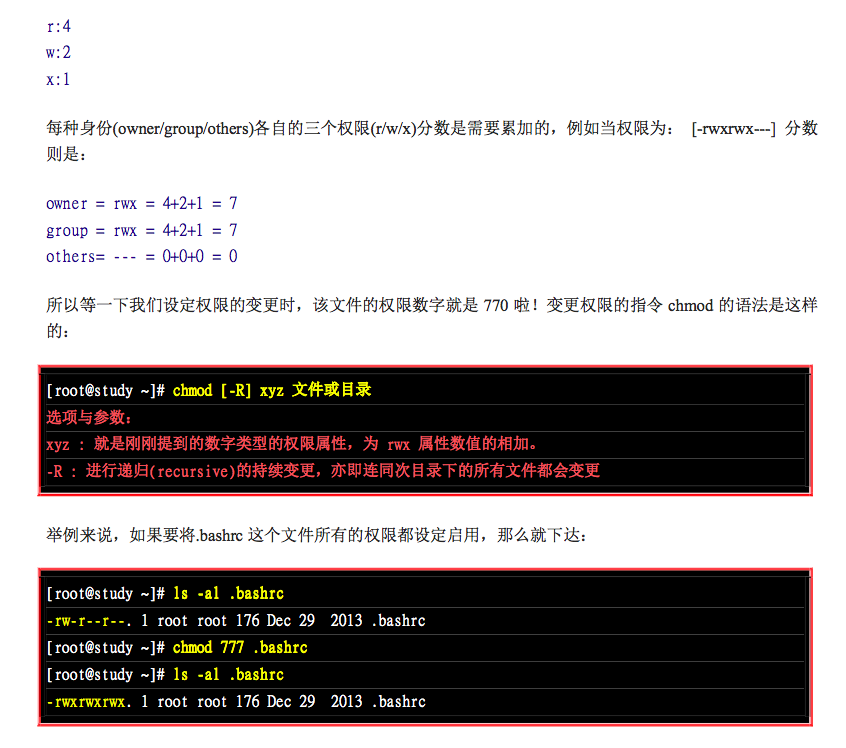 r:4
w:2
x:1
每种身份(owner/group/others)各自的三个权限(r/w/x)分数是需要累加的，例如当权限为： [-rwxrwx---] 分数
则是：
owner = rwx = 4+2+1 = 7
group = rwx = 4+2+1 = 7
others= --- = 0+0+0 = 0
所以等一下我们设定权限的变更时，该文件的权限数字就是 770 啦！变更权限的指令 chmod 的语法是这样
的：
[root@study ~]# chmod [-R] xyz 文件或目录
选项与参数：
xyz : 就是刚刚提到的数字类型的权限属性，为 rwx 属性数值的相加。
-R : 进行递归(recursive)的持续变更，亦即连同次目录下的所有文件都会变更
举例来说，如果要将.bashrc 这个文件所有的权限都设定启用，那么就下达：
[root@study ~]# ls -al .bashrc
-rw-r--r--. 1 root root 176 Dec 29  2013 .bashrc
[root@study ~]# chmod 777 .bashrc
[root@study ~]# ls -al .bashrc
-rwxrwxrwx. 1 root root 176 Dec 29  2013 .bashrc